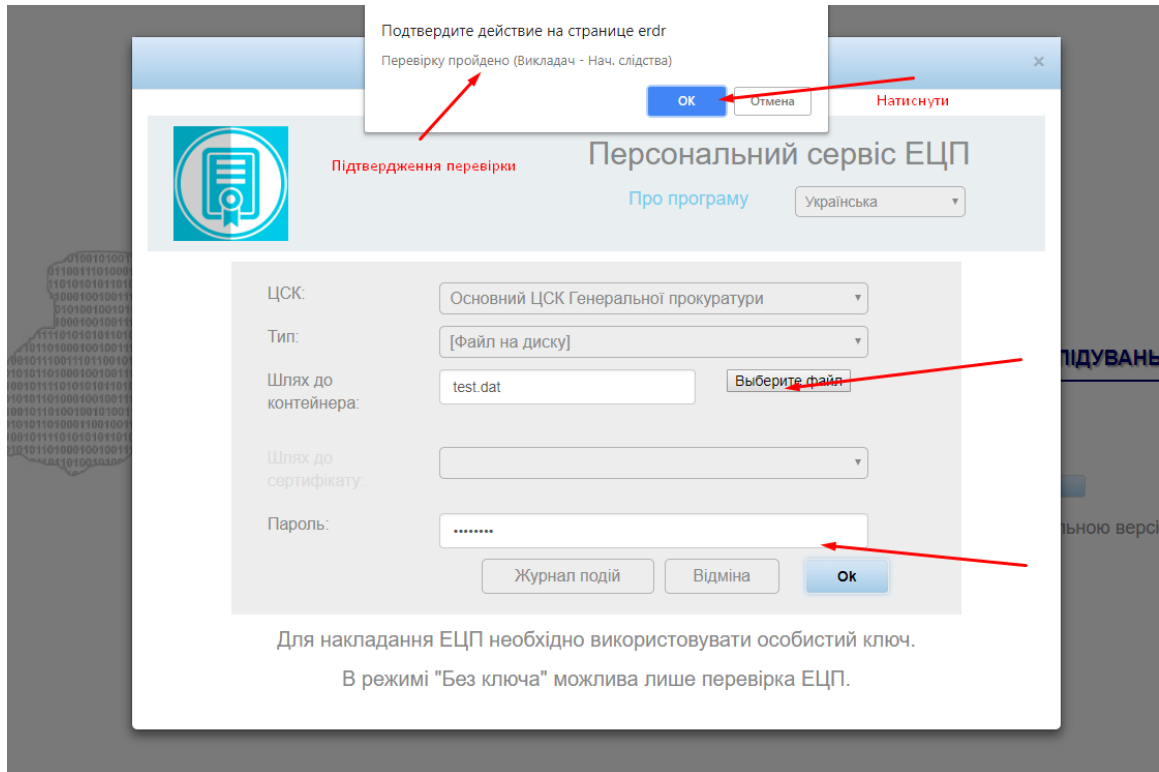 Подтвердите действие на странице erdr
Перевірку пройдено (Викладач - Нач. слідства)
ОК
Отмена
Натиснути
×
Підтвердження перевірки
Персональний сервіс ЕЦП
Про програму
Українська
ЦСК:
Основний ЦСК Генеральної прокуратури
Тип:
[Файл на диску]
Шлях до
контейнера:
test.dat
Выберите файл
ЛІДУВАНЬ
Шлях до
сертифікату:
Пароль:
••••••••
льною версі
Журнал подій
Відміна
Ok
Для накладання ЕЦП необхідно використовувати особистий ключ.
В режимі "Без ключа" можлива лише перевірка ЕЦП.